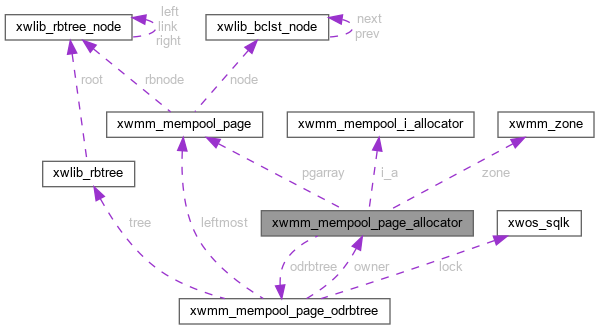 left
xwlib_rbtree_node
xwlib_bclst_node
next
link
prev
right
root
rbnode
node
xwmm_mempool_page
xwmm_mempool_i_allocator
xwmm_zone
xwlib_rbtree
pgarray
i_a
zone
tree
leftmost
xwmm_mempool_page_allocator
xwos_sqlk
odrbtree
owner
lock
xwmm_mempool_page_odrbtree